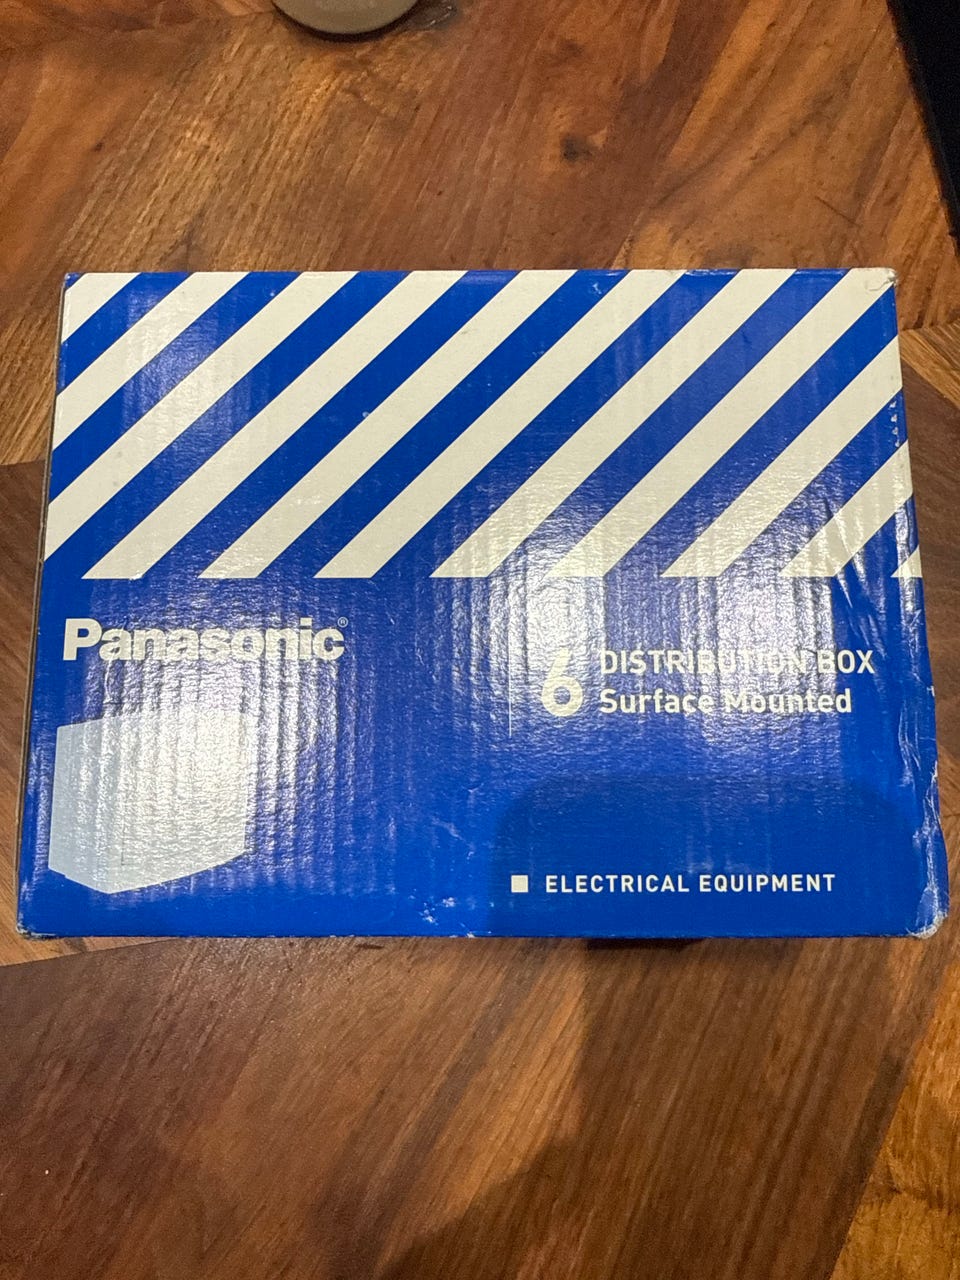 Panasonic®
6
DISTRIBUTION BOX
Surface Mounted
ELECTRICAL EQUIPMENT